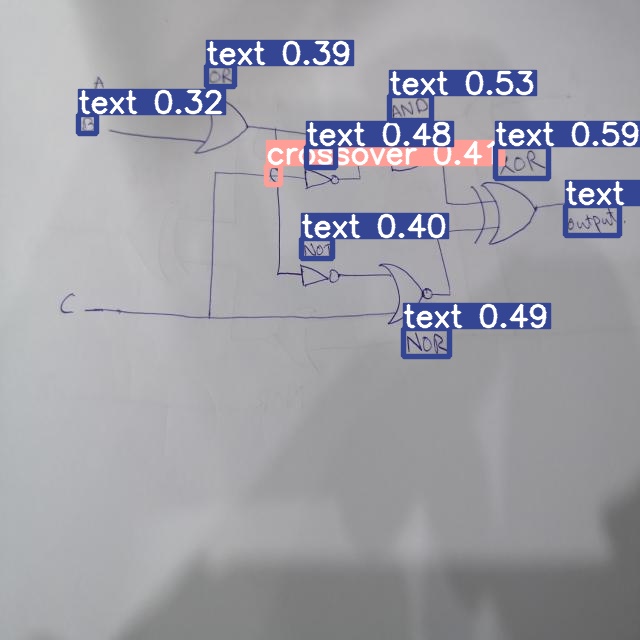 text 0.39
A
OR
text 0.53
text 0.32
AND
text 0.48
text 0.59
crossover 0.41
XOR
text
output
text 0.40
NOT
C
text 0.49
NOR